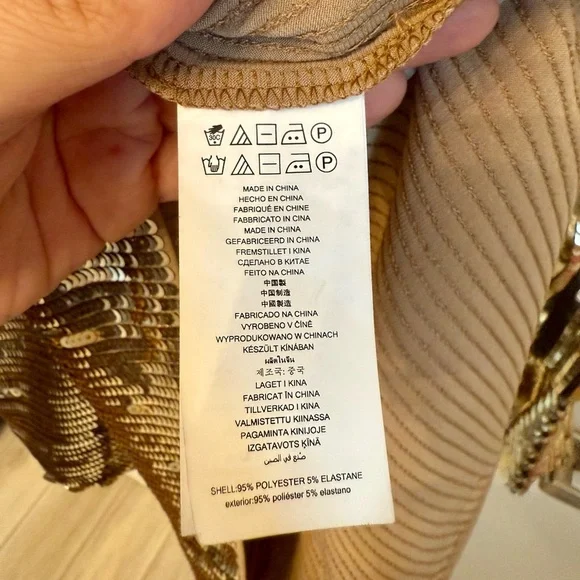 30C P
P
MADE IN CHINA
HECHO EN CHINA
FABRIQUÉ EN CHINE
FABBRICATO IN CINA
MADE IN CHINA
GEFABRICEERD IN CHINA
FREMSTILLET I KINA
СДЕЛАНО В КИТАЕ
FEITO NA CHINA
中国製
中国制造
中國製造
FABRICADO NA CHINA
VYROBENO V ČÍNĚ
WYPRODUKOWANO W CHINACH
KÉSZÜLT KÍNÁBAN
ผลิตในจีน
제조국: 중국
LAGET I KINA
FABRICAT ÎN CHINA
TILLVERKAD I KINA
VALMISTETTU KIINASSA
PAGAMINTA KINIJOJE
IZGATAVOTS ĶĪNĀ
صنع في الصين
SHELL:95% POLYESTER 5% ELASTANE
exterior:95% poliéster 5% elastano